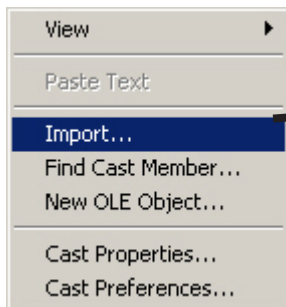 View
Paste Text
Import...
Find Cast Member...
New OLE Object...
Cast Properties...
Cast Preferences...